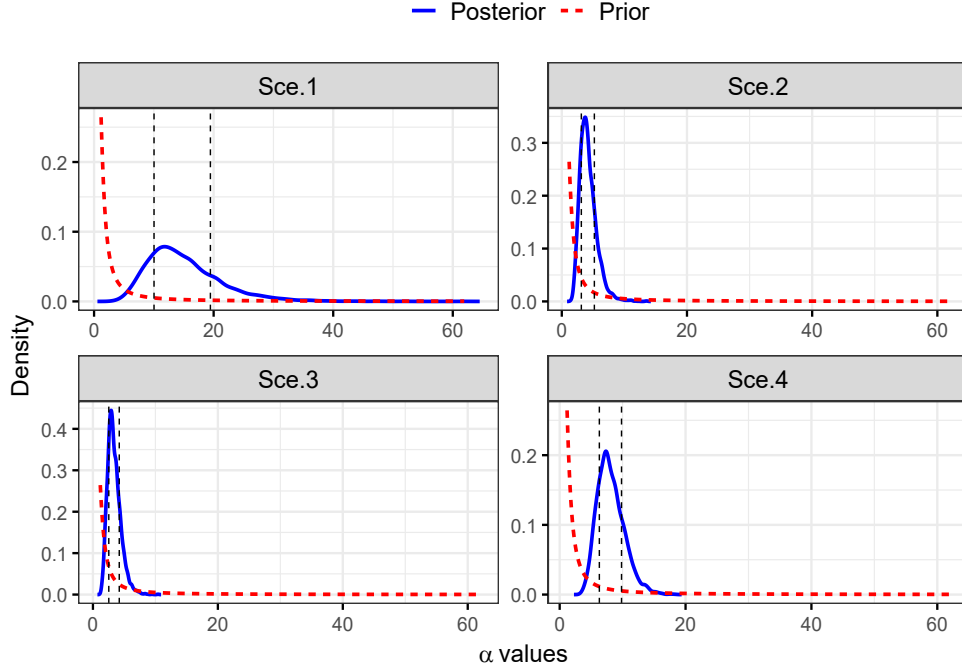 Posterior Prior
Sce.1 Sce.2
0.2 0.1 0.0
0 20 40 60
0.3 0.2 0.1 0.0
0 20 40 60
Density
Sce.3 Sce.4
0.4 0.3 0.2 0.1 0.0
0 20 40 60
0.2 0.1 0.0
0 20 40 60
α values